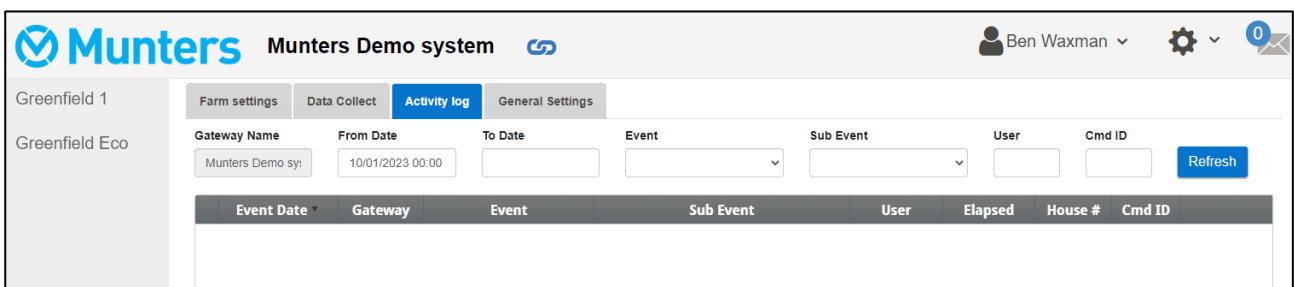 Munters Munters Demo system Ben Waxman 0
Greenfield 1
Greenfield Eco
Farm settings Data Collect Activity log General Settings
Gateway Name From Date To Date Event Sub Event User Cmd ID
Munters Demo sys 10/01/2023 00:00 Refresh
Event Date Gateway Event Sub Event User Elapsed House # Cmd ID